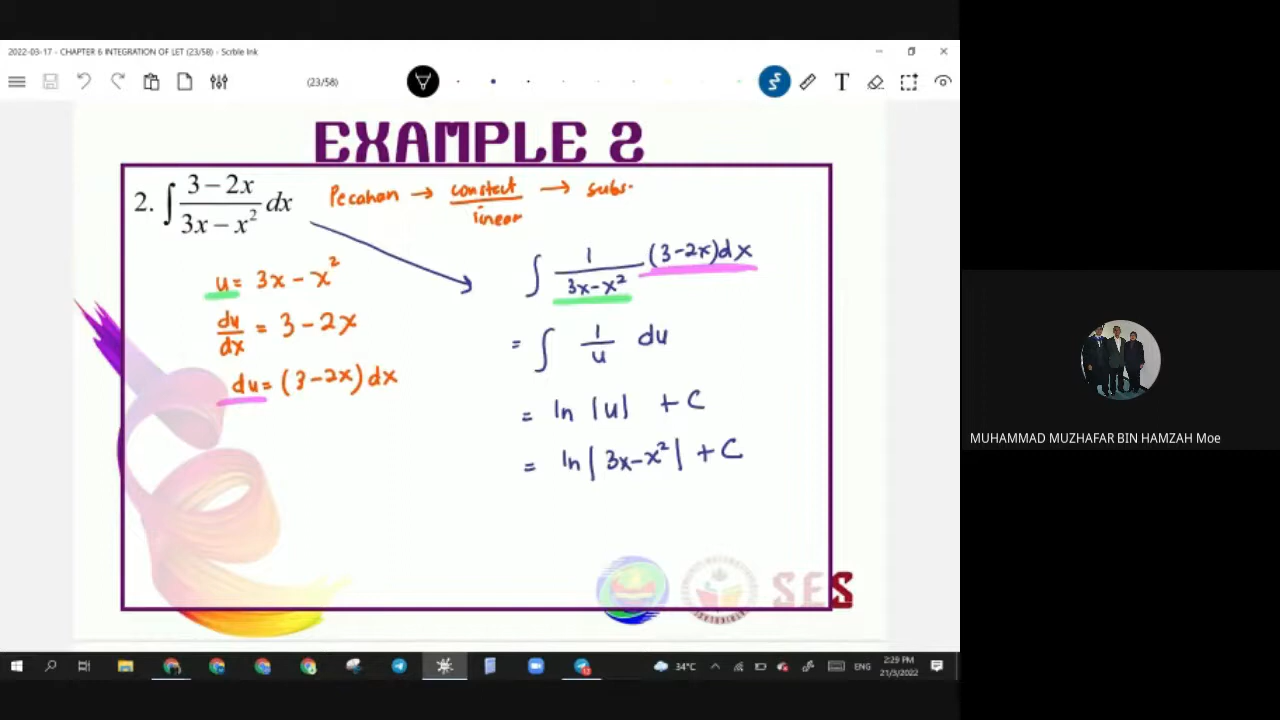 2022-03-17 - CHAPTER 6 INTEGRATION OF LET (23/58) - Scrble Ink
(23/58)
T
EXAMPLE 2
2. ∫ (3 − 2x)/(3x − x²) dx
Pecahan → constant/linear → subs.
u = 3x − x²
du/dx = 3 − 2x
du = (3 − 2x) dx
∫ 1/(3x − x²) (3 − 2x) dx
= ∫ 1/u du
= ln |u| + C
= ln | 3x − x² | + C
SES
MUHAMMAD MUZHAFAR BIN HAMZAH Moe
34°C
ENG
2:29 PM
21/3/2022